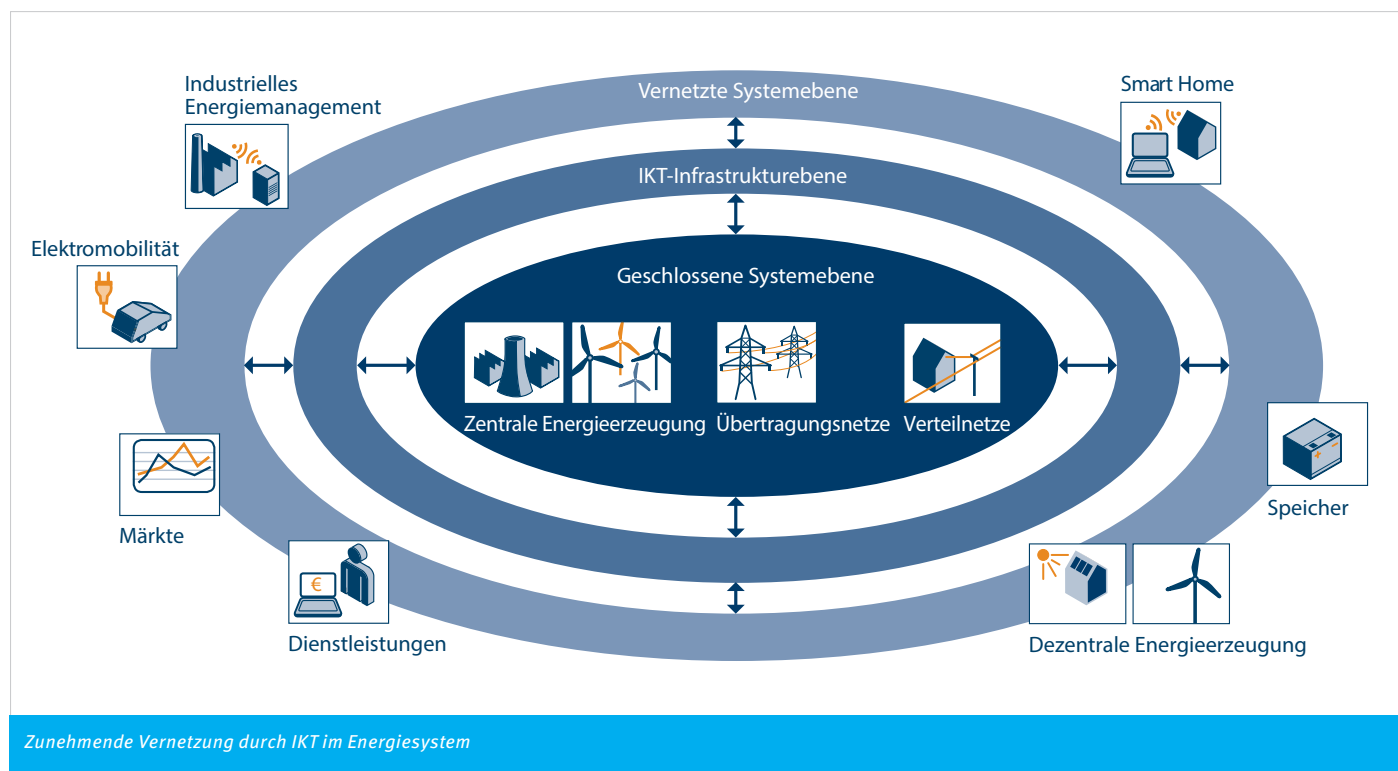 Industrielles
Energiemanagement
Vernetzte Systemebene
Smart Home
IKT-Infrastrukturebene
Elektromobilität
Geschlossene Systemebene
Zentrale Energieerzeugung
Übertragungsnetze
Verteilnetze
+ -
Märkte
Speicher
€
Dienstleistungen
Dezentrale Energieerzeugung
Zunehmende Vernetzung durch IKT im Energiesystem